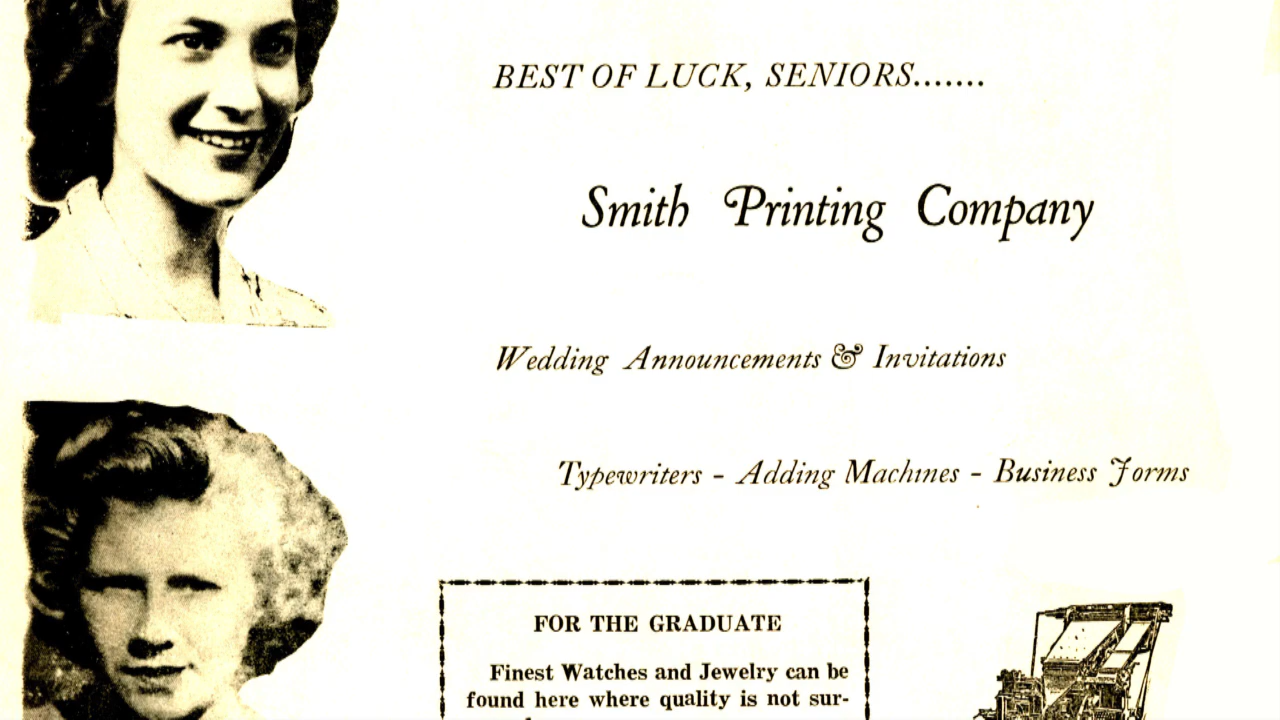 BEST OF LUCK, SENIORS.......
Smith Printing Company
Wedding Announcements & Invitations
Typewriters - Adding Machines - Business Forms
FOR THE GRADUATE
Finest Watches and Jewelry can be
found here where quality is not sur-